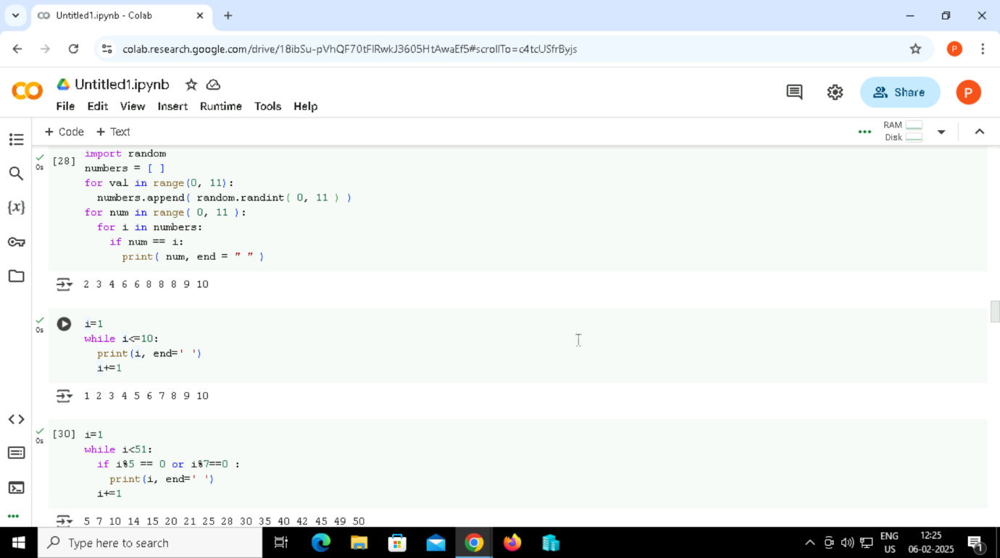 Untitled1.ipynb - Colab
colab.research.google.com/drive/18ibSu-pVhQF70tFlRwkJ3605HtAwaEf5#scrollTo=c4tcUSfrByjs
P
Untitled1.ipynb
Share
P
File Edit View Insert Runtime Tools Help
+ Code + Text
RAM
Disk
0s
[28]
import random
numbers = [ ]
for val in range(0, 11):
numbers.append( random.randint( 0, 11 ) )
for num in range( 0, 11 ):
for i in numbers:
if num == i:
print( num, end = " " )
2 3 4 6 6 8 8 8 9 10
0s
i=1
while i<=10:
print(i, end=' ')
i+=1
1 2 3 4 5 6 7 8 9 10
0s
[30] i=1
while i<51:
if i%5 == 0 or i%7==0 :
print(i, end=' ')
i+=1
5 7 10 14 15 20 21 25 28 30 35 40 42 45 49 50
Type here to search
ENG
US
12:25
06-02-2025
1